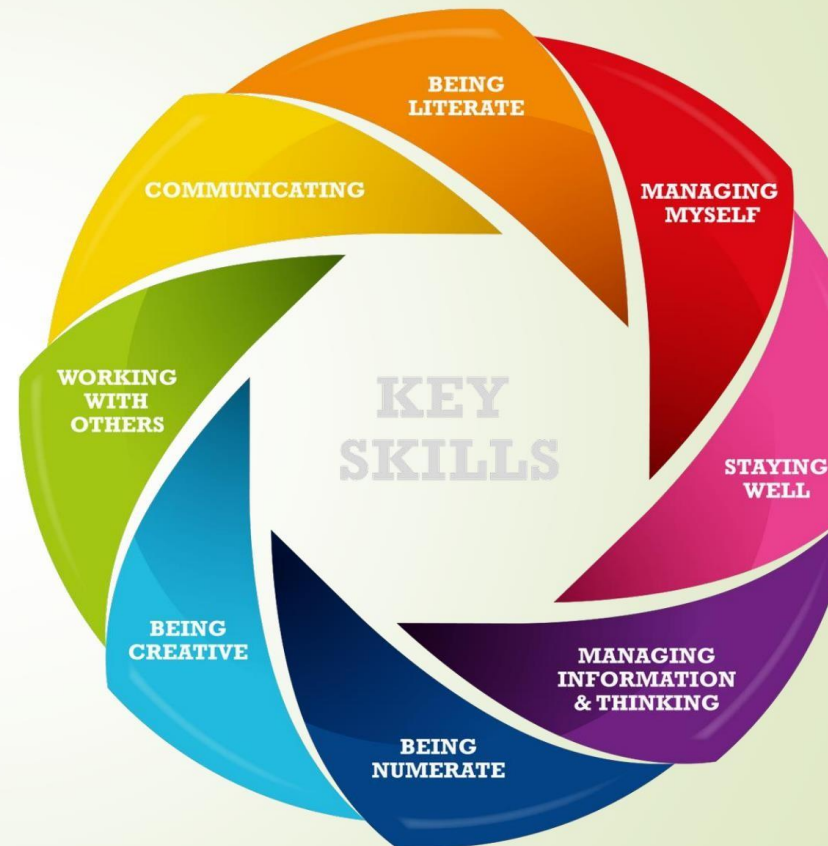 KEY
SKILLS
BEING
LITERATE
MANAGING
MYSELF
STAYING
WELL
MANAGING
INFORMATION
& THINKING
BEING
NUMERATE
BEING
CREATIVE
WORKING
WITH
OTHERS
COMMUNICATING